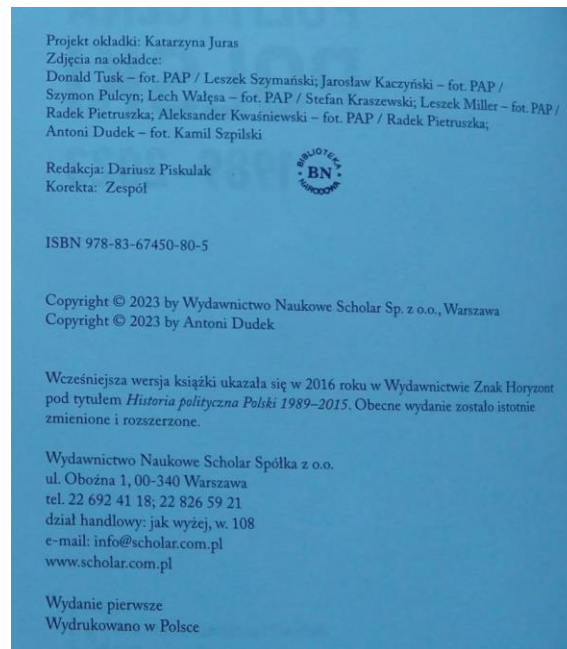 Projekt okładki: Katarzyna Juras
Zdjęcia na okładce:
Donald Tusk – fot. PAP / Leszek Szymański; Jarosław Kaczyński – fot. PAP /
Szymon Pulcyn; Lech Wałęsa – fot. PAP / Stefan Kraszewski; Leszek Miller – fot. PAP /
Radek Pietruszka; Aleksander Kwaśniewski – fot. PAP / Radek Pietruszka;
Antoni Dudek – fot. Kamil Szpilski
Redakcja: Dariusz Piskulak
Korekta: Zespół
BIBLIOTEKA
BN
NARODOWA
ISBN 978-83-67450-80-5
Copyright © 2023 by Wydawnictwo Naukowe Scholar Sp. z o.o., Warszawa
Copyright © 2023 by Antoni Dudek
Wcześniejsza wersja książki ukazała się w 2016 roku w Wydawnictwie Znak Horyzont
pod tytułem Historia polityczna Polski 1989–2015. Obecne wydanie zostało istotnie
zmienione i rozszerzone.
Wydawnictwo Naukowe Scholar Spółka z o.o.
ul. Oboźna 1, 00-340 Warszawa
tel. 22 692 41 18; 22 826 59 21
dział handlowy: jak wyżej, w. 108
e-mail: info@scholar.com.pl
www.scholar.com.pl
Wydanie pierwsze
Wydrukowano w Polsce